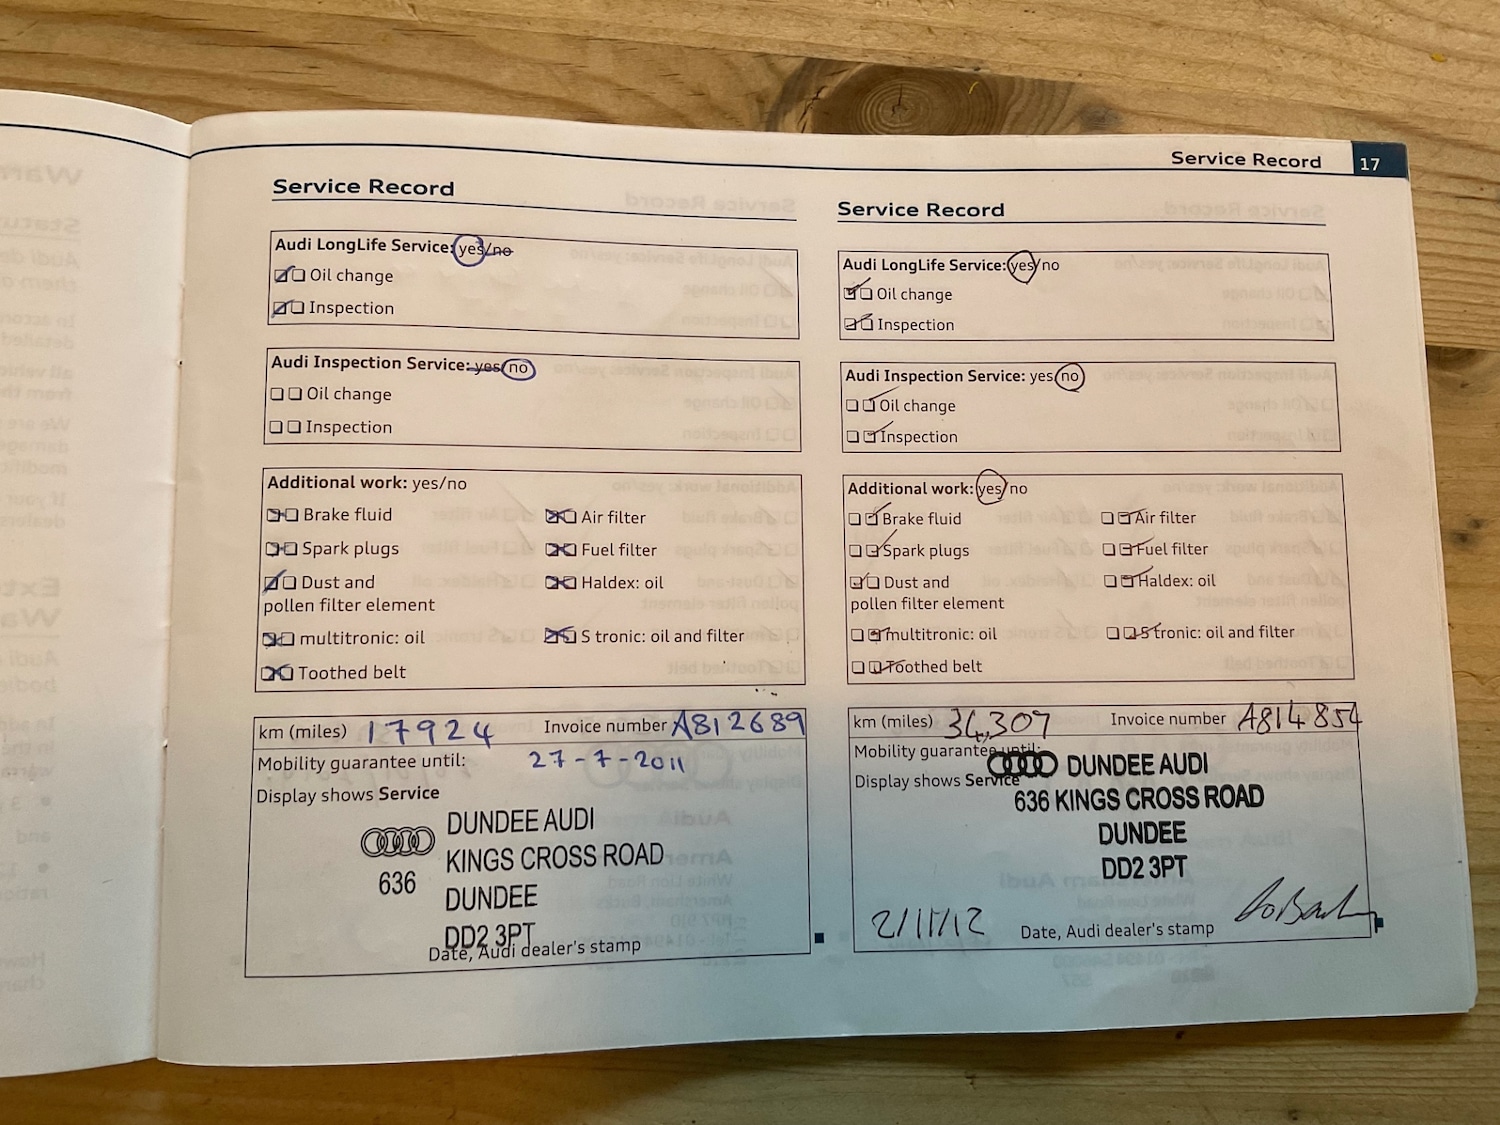 Service Record 17
Service Record
Audi LongLife Service: yes/no
Oil change
Inspection
Audi Inspection Service: yes/no
Oil change
Inspection
Additional work: yes/no
Brake fluid Air filter
Spark plugs Fuel filter
Dust and Haldex: oil
pollen filter element
multitronic: oil S tronic: oil and filter
Toothed belt
km (miles) 17924 Invoice number A812689
Mobility guarantee until: 27-7-2011
Display shows Service
DUNDEE AUDI
KINGS CROSS ROAD
636
DUNDEE
DD2 3PT
Date, Audi dealer's stamp
Service Record
Audi LongLife Service: yes/no
Oil change
Inspection
Audi Inspection Service: yes/no
Oil change
Inspection
Additional work: yes/no
Brake fluid Air filter
Spark plugs Fuel filter
Dust and Haldex: oil
pollen filter element
multitronic: oil S tronic: oil and filter
Toothed belt
km (miles) 34,307 Invoice number A814854
Mobility guarantee until:
Display shows Service
DUNDEE AUDI
636 KINGS CROSS ROAD
DUNDEE
DD2 3PT
2/11/12
Date, Audi dealer's stamp